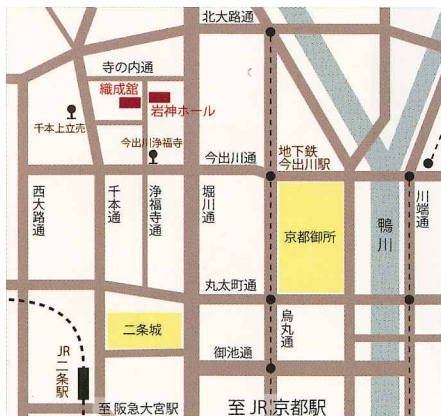 北大路通
寺の内通
織成舘
岩神ホール
千本上立売
今出川浄福寺
今出川通
地下鉄
今出川駅
西大路通
千本通
浄福寺通
堀川通
京都御所
鴨川
川端通
丸太町通
二条城
烏丸通
御池通
JR二条駅
至 阪急大宮駅
至 JR 京都駅